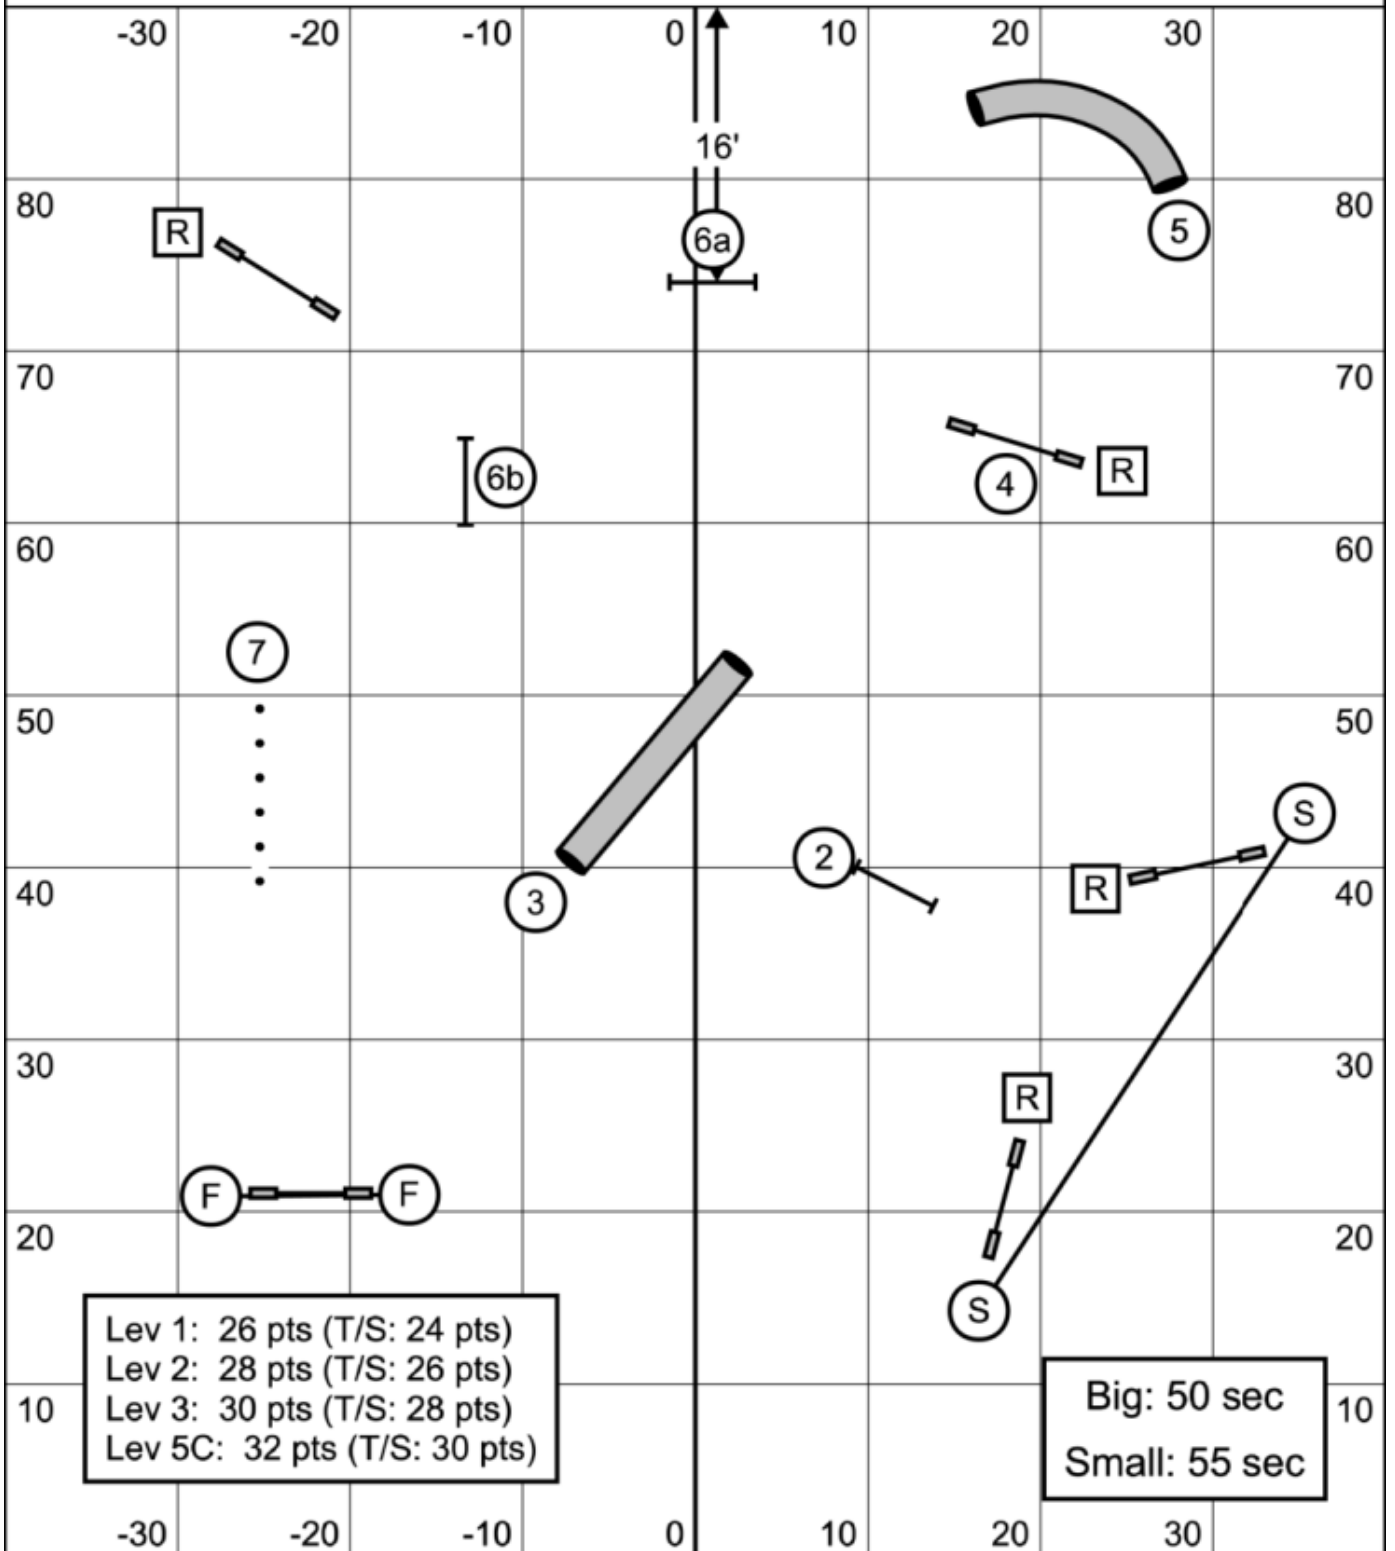 -30 -20 -10 0 10 20 30
16'
80 R 6a 5 80
70 70
6b 4 R
60 60
7
50 50
2 S
40 3 R 40
30 30
R
F F
20 20
S
Lev 1: 26 pts (T/S: 24 pts)
Lev 2: 28 pts (T/S: 26 pts)
Lev 3: 30 pts (T/S: 28 pts)
Lev 5C: 32 pts (T/S: 30 pts)
Big: 50 sec
Small: 55 sec
10 10
-30 -20 -10 0 10 20 30